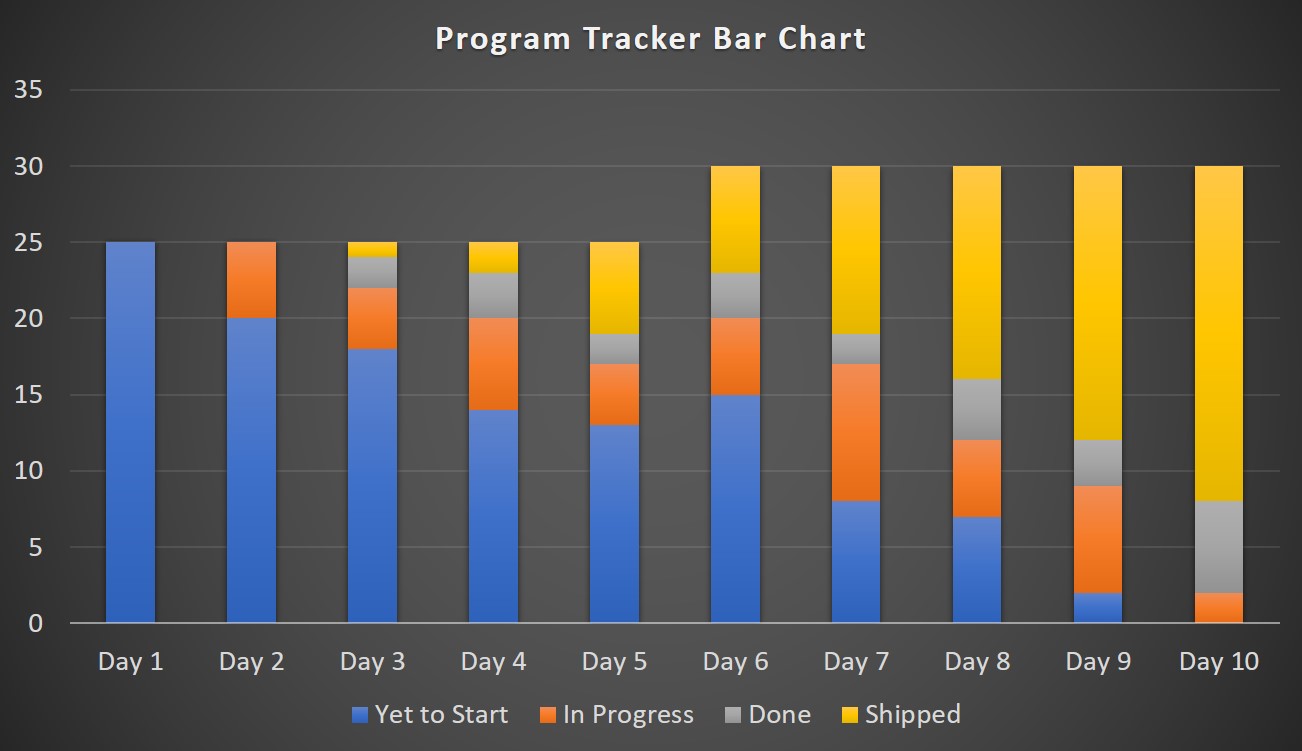 Program Tracker Bar Chart
35
30
25
20
15
10
5
0
Day 1 Day 2 Day 3 Day 4 Day 5 Day 6 Day 7 Day 8 Day 9 Day 10
Yet to Start In Progress Done Shipped